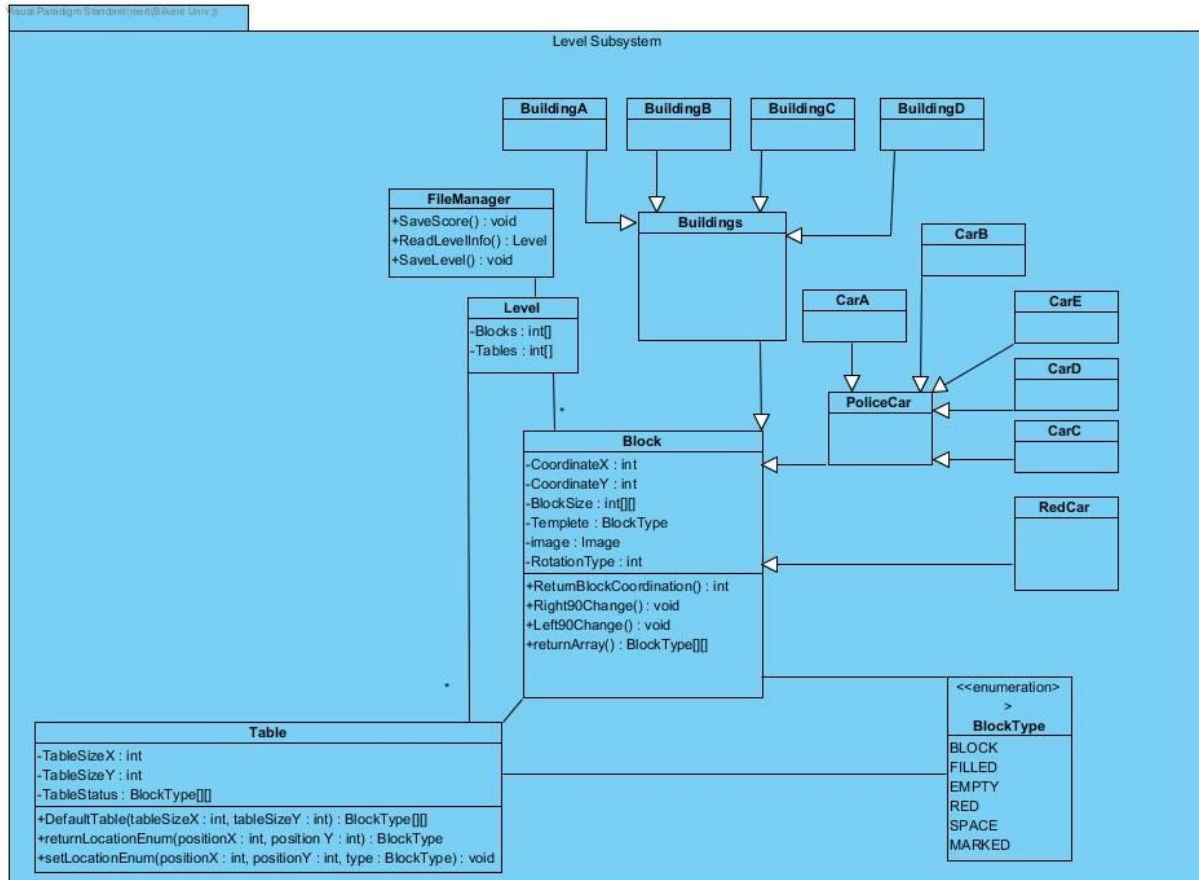 Visual Paradigm Standard(mert(Bilkent Univ.))
Level Subsystem
BuildingA
BuildingB
BuildingC
BuildingD
FileManager
+SaveScore() : void
+ReadLevelInfo() : Level
+SaveLevel() : void
Buildings
CarB
Level
-Blocks : int[]
-Tables : int[]
CarA
CarE
CarD
PoliceCar
CarC
*
Block
-CoordinateX : int
-CoordinateY : int
-BlockSize : int[][]
-Templete : BlockType
-image : Image
-RotationType : int
+ReturnBlockCoordination() : int
+Right90Change() : void
+Left90Change() : void
+returnArray() : BlockType[][]
RedCar
*
Table
-TableSizeX : int
-TableSizeY : int
-TableStatus : BlockType[][]
+DefaultTable(tableSizeX : int, tableSizeY : int) : BlockType[][]
+returnLocationEnum(positionX : int, position Y : int) : BlockType
+setLocationEnum(positionX : int, positionY : int, type : BlockType) : void
<<enumeration>
>
BlockType
BLOCK
FILLED
EMPTY
RED
SPACE
MARKED